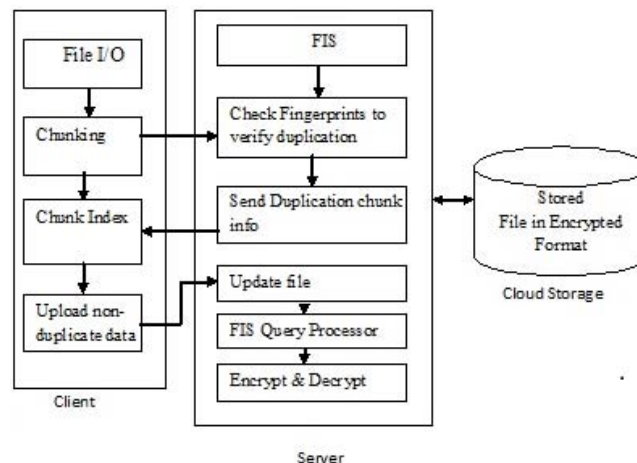 File I/O
Chunking
Chunk Index
Upload non-
duplicate data
Client
FIS
Check Fingerprints to
verify duplication
Send Duplication chunk
info
Update file
FIS Query Processor
Encrypt & Decrypt
Server
Stored
File in Encrypted
Format
Cloud Storage